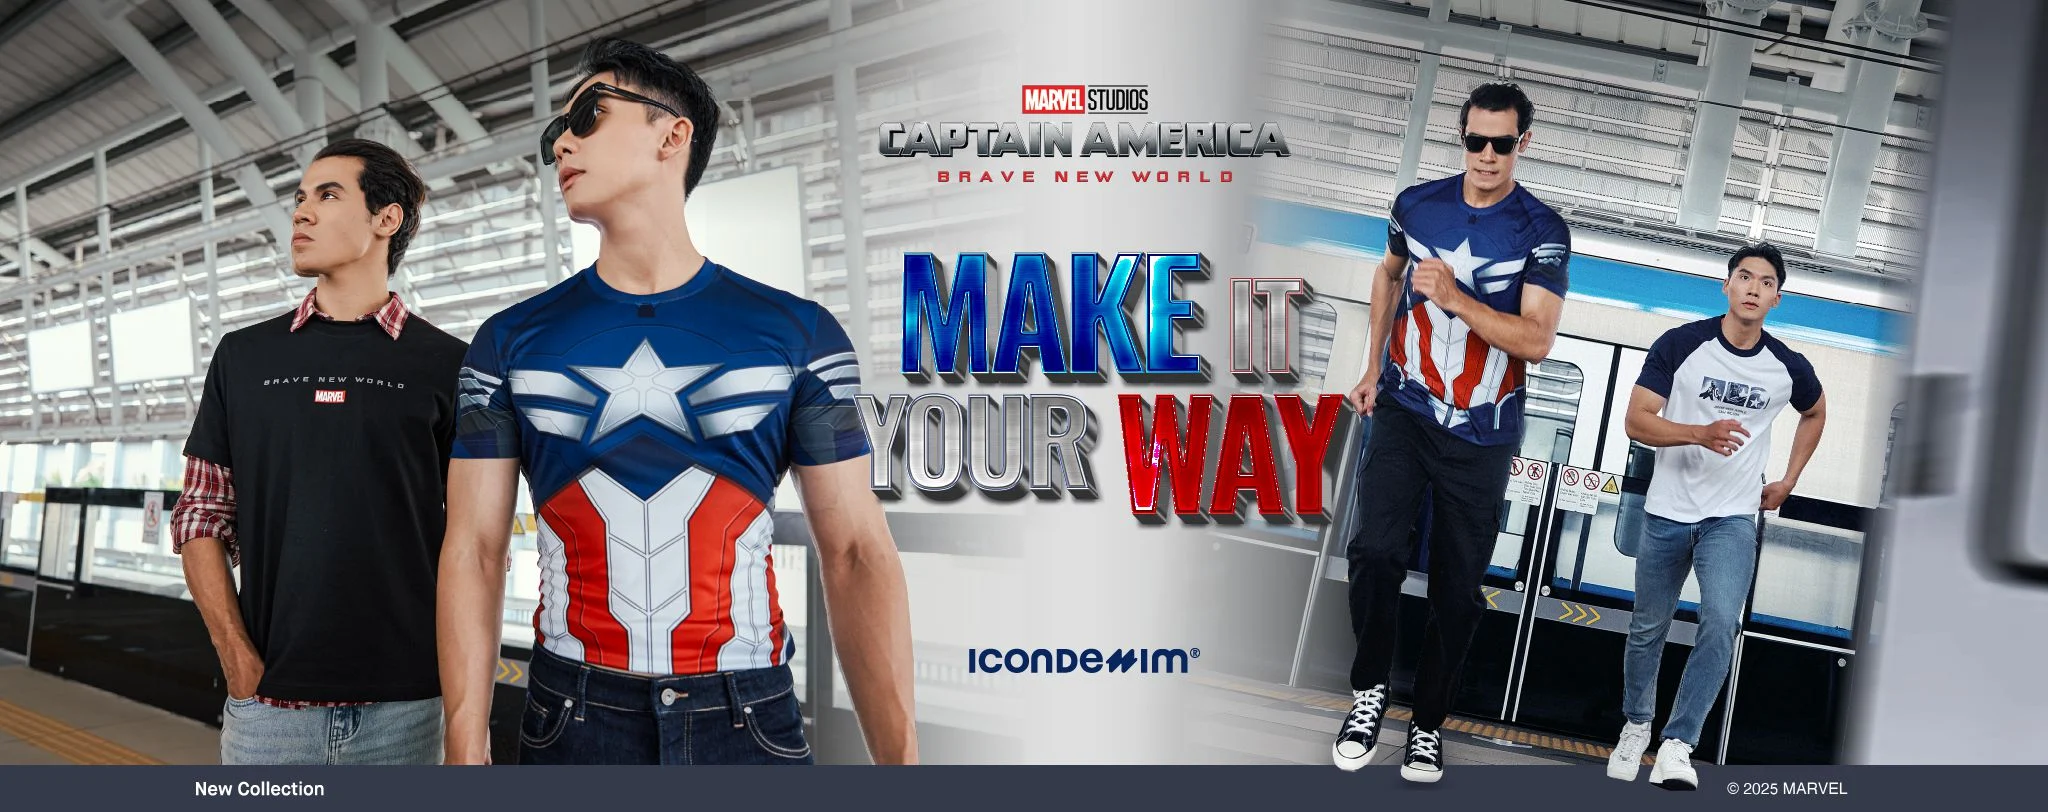 BRAVE NEW WORLD
MARVEL
MARVEL STUDIOS
CAPTAIN AMERICA
BRAVE NEW WORLD
MAKE IT
YOUR WAY
ICONDENIM®
New Collection
© 2025 MARVEL